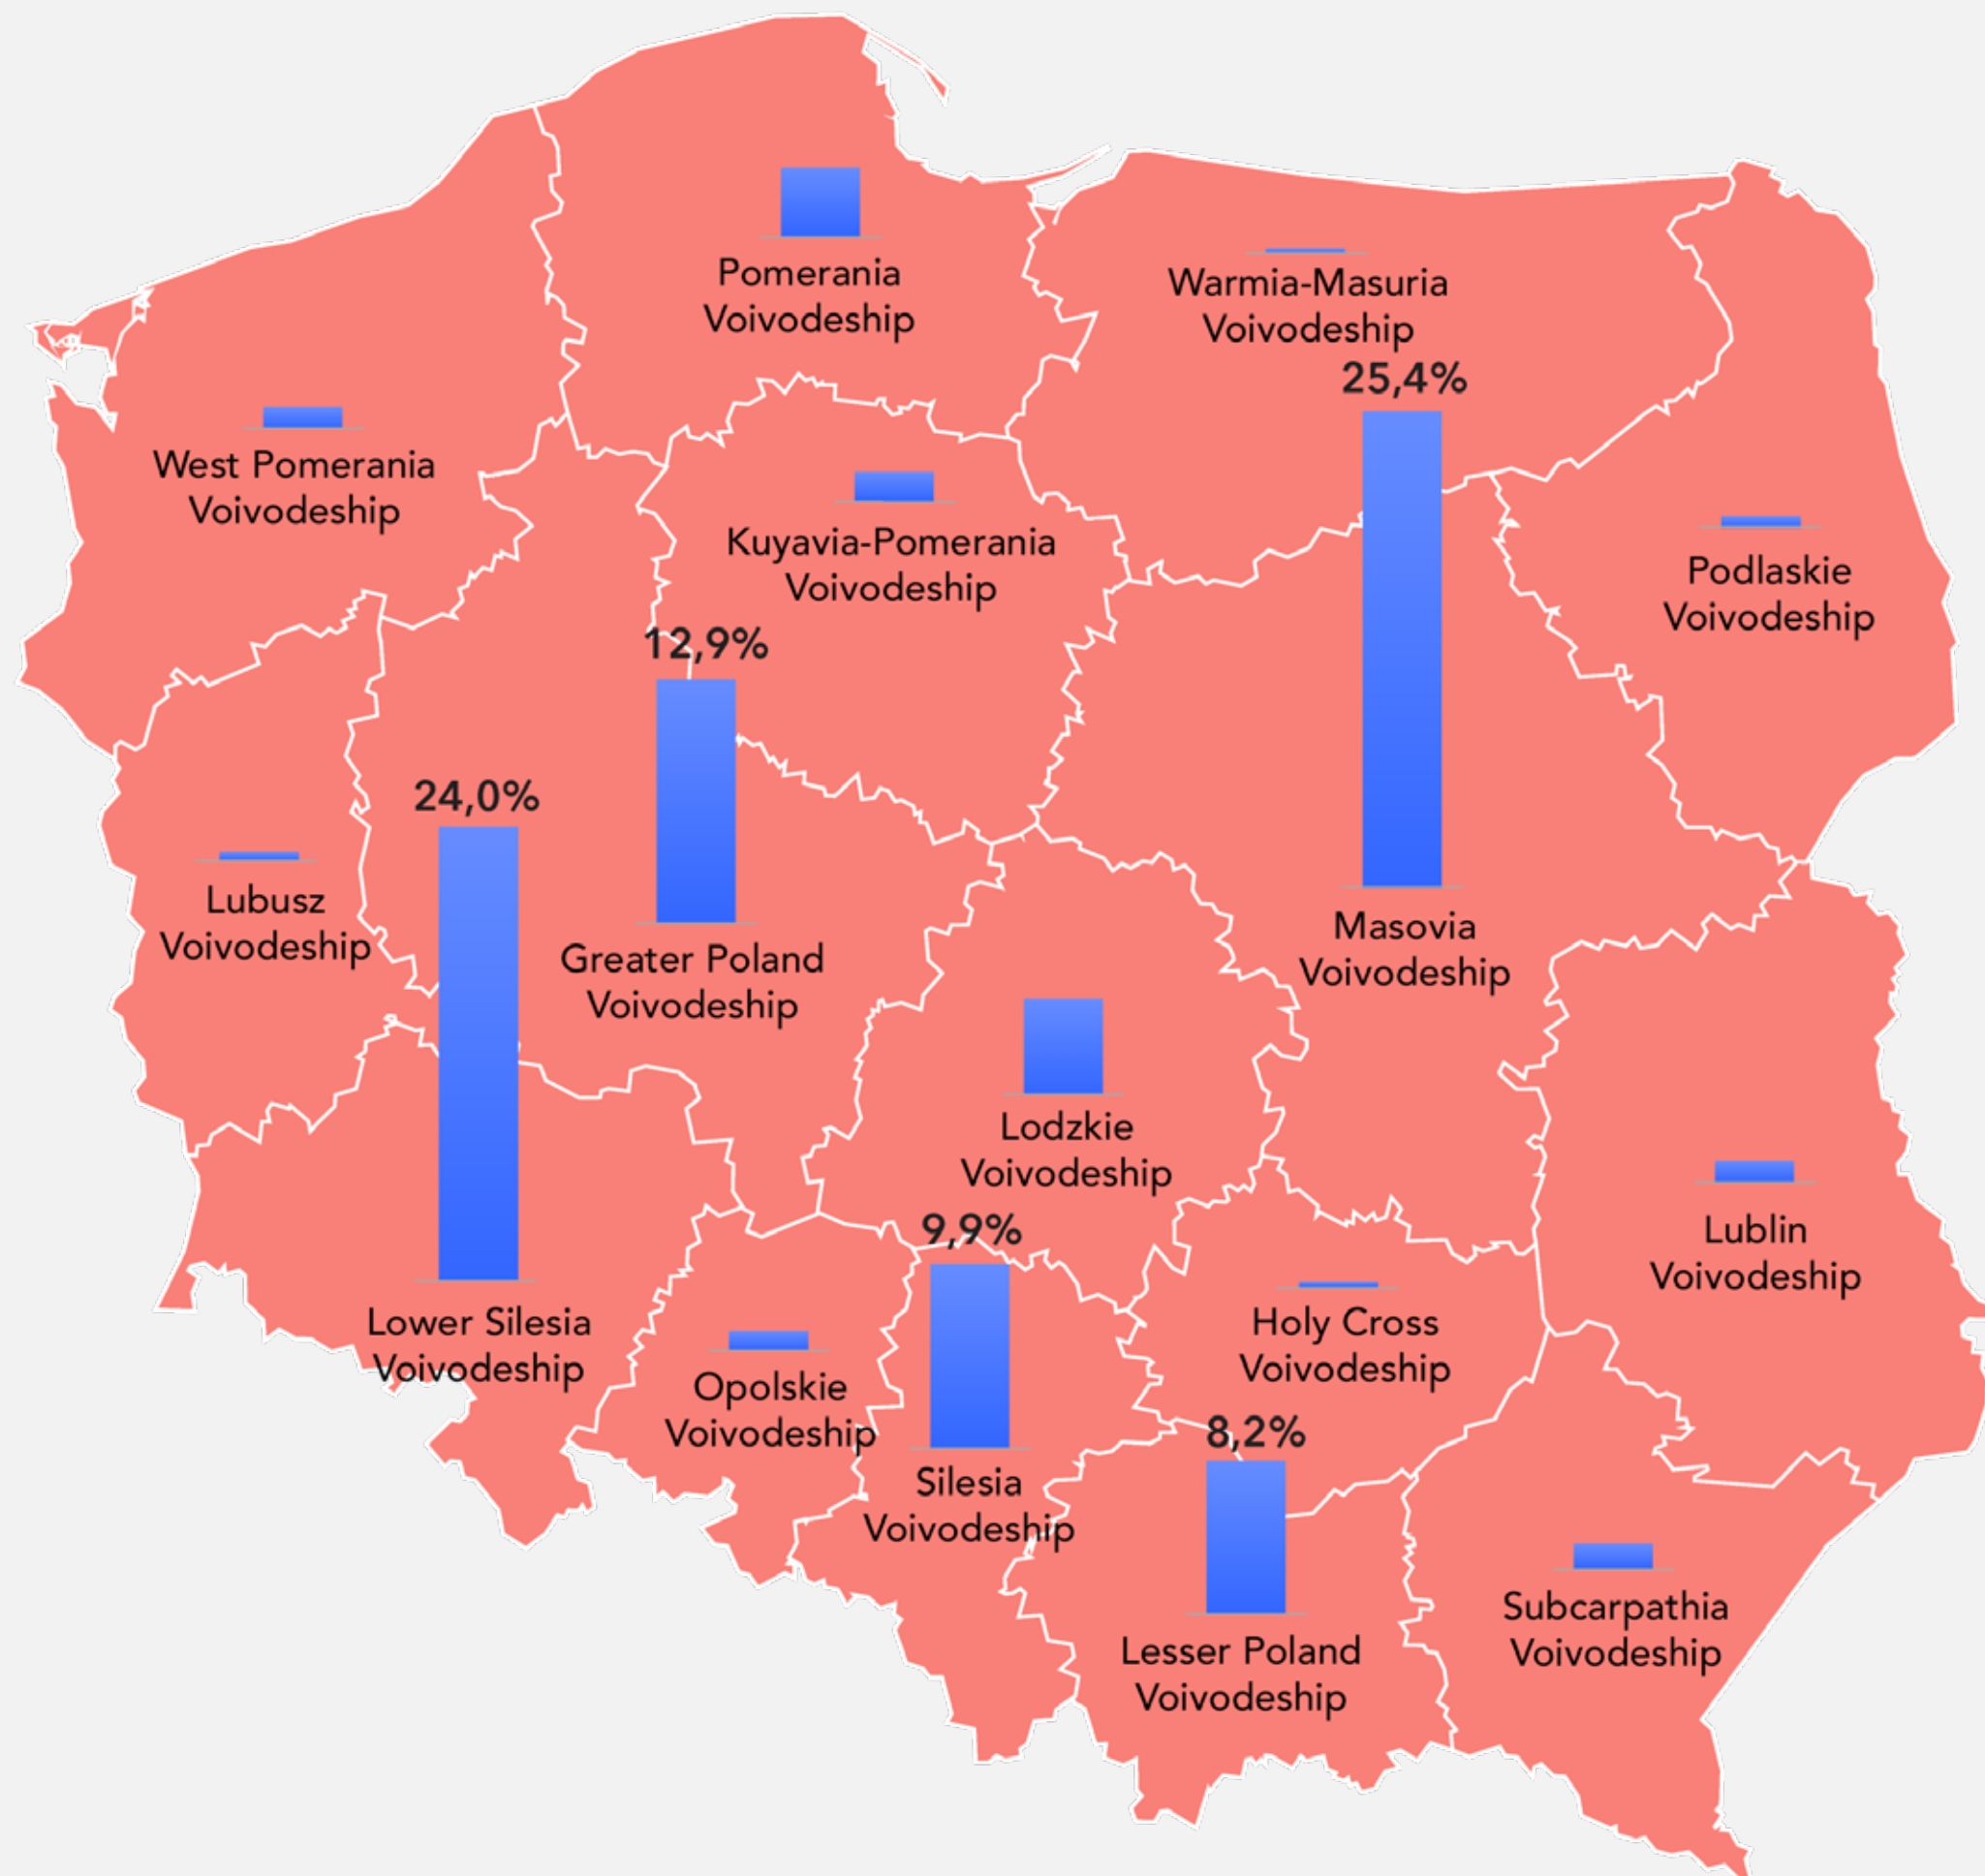 Pomerania
Voivodeship
Warmia-Masuria
Voivodeship
25,4%
West Pomerania
Voivodeship
Kuyavia-Pomerania
Voivodeship
Podlaskie
Voivodeship
12,9%
24,0%
Lubusz
Voivodeship
Greater Poland
Voivodeship
Masovia
Voivodeship
Lodzkie
Voivodeship
9,9%
Lublin
Voivodeship
Lower Silesia
Voivodeship
Holy Cross
Voivodeship
Opolskie
Voivodeship
8,2%
Silesia
Voivodeship
Subcarpathia
Voivodeship
Lesser Poland
Voivodeship